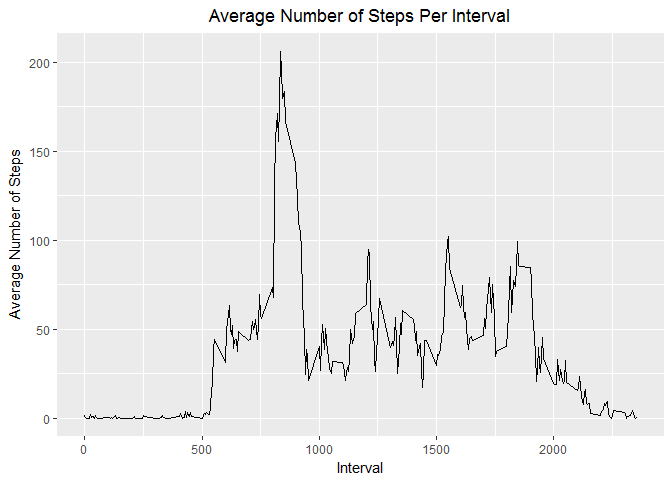 Average Number of Steps Per Interval
Average Number of Steps
200
150
100
50
0
0 500 1000 1500 2000
Interval